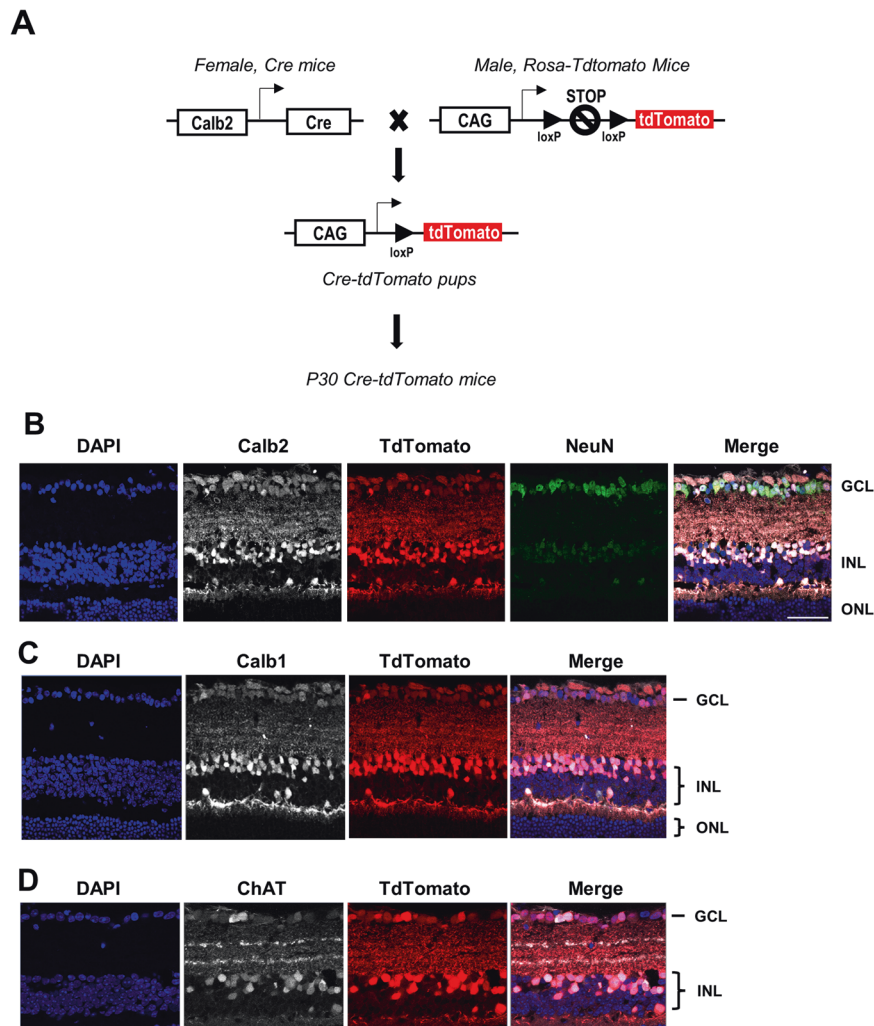 A
Female, Cre mice
Male, Rosa-Tdtomato Mice
STOP
Calb2 Cre CAG tdTomato
loxP loxP
CAG tdTomato
loxP
Cre-tdTomato pups
P30 Cre-tdTomato mice
B
DAPI Calb2 TdTomato NeuN Merge
GCL
INL
ONL
C
DAPI Calb1 TdTomato Merge
GCL
INL
ONL
D
DAPI ChAT TdTomato Merge
GCL
INL